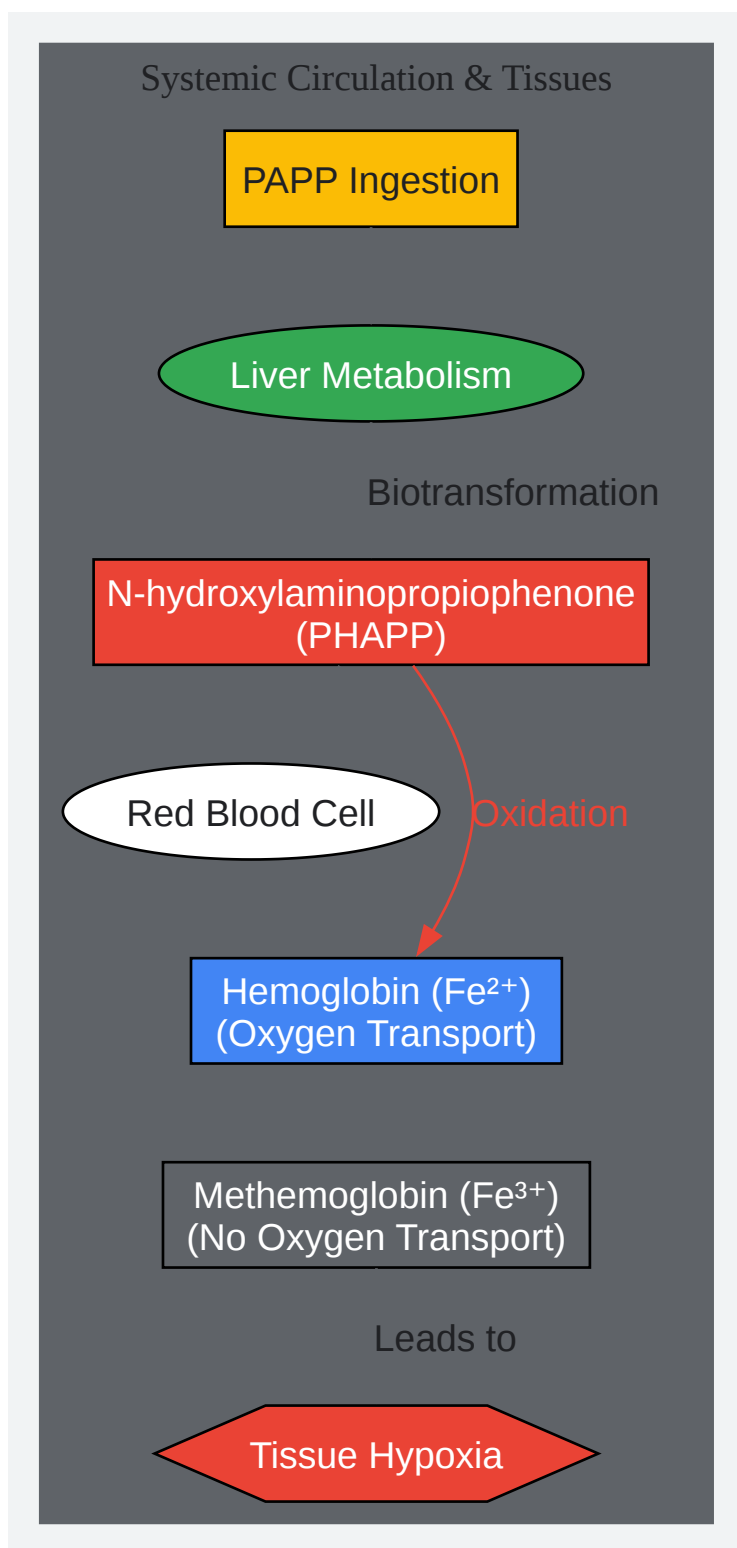 Systemic Circulation & Tissues
PAPP Ingestion
Liver Metabolism
Biotransformation
N-hydroxylaminopropiophenone
(PHAPP)
Red Blood Cell
Oxidation
Hemoglobin (Fe²⁺)
(Oxygen Transport)
Methemoglobin (Fe³⁺)
(No Oxygen Transport)
Leads to
Tissue Hypoxia